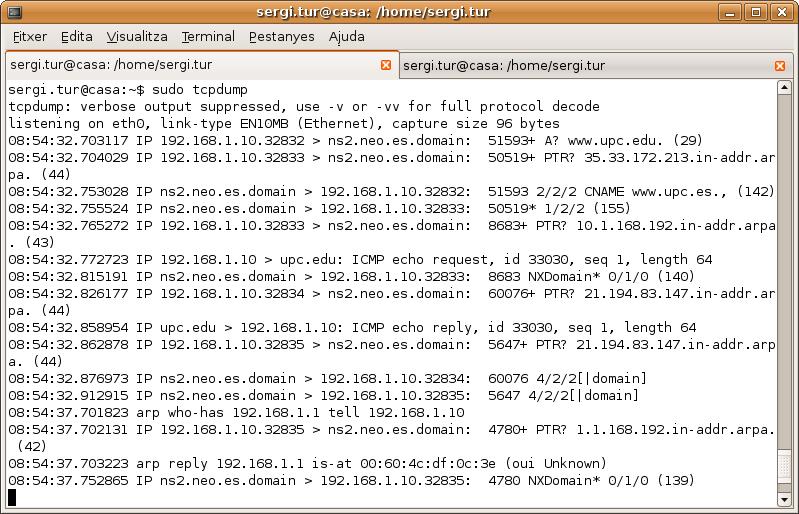 sergi.tur@casa: /home/sergi.tur
Fitxer Edita Visualitza Terminal Pestanyes Ajuda
sergi.tur@casa: /home/sergi.tur sergi.tur@casa: /home/sergi.tur
sergi.tur@casa:~$ sudo tcpdump
tcpdump: verbose output suppressed, use -v or -vv for full protocol decode
listening on eth0, link-type EN10MB (Ethernet), capture size 96 bytes
08:54:32.703117 IP 192.168.1.10.32832 > ns2.neo.es.domain:  51593+ A? www.upc.edu. (29)
08:54:32.704029 IP 192.168.1.10.32833 > ns2.neo.es.domain:  50519+ PTR? 35.33.172.213.in-addr.ar
pa. (44)
08:54:32.753028 IP ns2.neo.es.domain > 192.168.1.10.32832:  51593 2/2/2 CNAME www.upc.es., (142)
08:54:32.755524 IP ns2.neo.es.domain > 192.168.1.10.32833:  50519* 1/2/2 (155)
08:54:32.765272 IP 192.168.1.10.32833 > ns2.neo.es.domain:  8683+ PTR? 10.1.168.192.in-addr.arpa
. (43)
08:54:32.772723 IP 192.168.1.10 > upc.edu: ICMP echo request, id 33030, seq 1, length 64
08:54:32.815191 IP ns2.neo.es.domain > 192.168.1.10.32833:  8683 NXDomain* 0/1/0 (140)
08:54:32.826177 IP 192.168.1.10.32834 > ns2.neo.es.domain:  60076+ PTR? 21.194.83.147.in-addr.ar
pa. (44)
08:54:32.858954 IP upc.edu > 192.168.1.10: ICMP echo reply, id 33030, seq 1, length 64
08:54:32.862878 IP 192.168.1.10.32835 > ns2.neo.es.domain:  5647+ PTR? 21.194.83.147.in-addr.arp
a. (44)
08:54:32.876973 IP ns2.neo.es.domain > 192.168.1.10.32834:  60076 4/2/2[|domain]
08:54:32.912915 IP ns2.neo.es.domain > 192.168.1.10.32835:  5647 4/2/2[|domain]
08:54:37.701823 arp who-has 192.168.1.1 tell 192.168.1.10
08:54:37.702131 IP 192.168.1.10.32835 > ns2.neo.es.domain:  4780+ PTR? 1.1.168.192.in-addr.arpa.
 (42)
08:54:37.703223 arp reply 192.168.1.1 is-at 00:60:4c:df:0c:3e (oui Unknown)
08:54:37.752865 IP ns2.neo.es.domain > 192.168.1.10.32835:  4780 NXDomain* 0/1/0 (139)